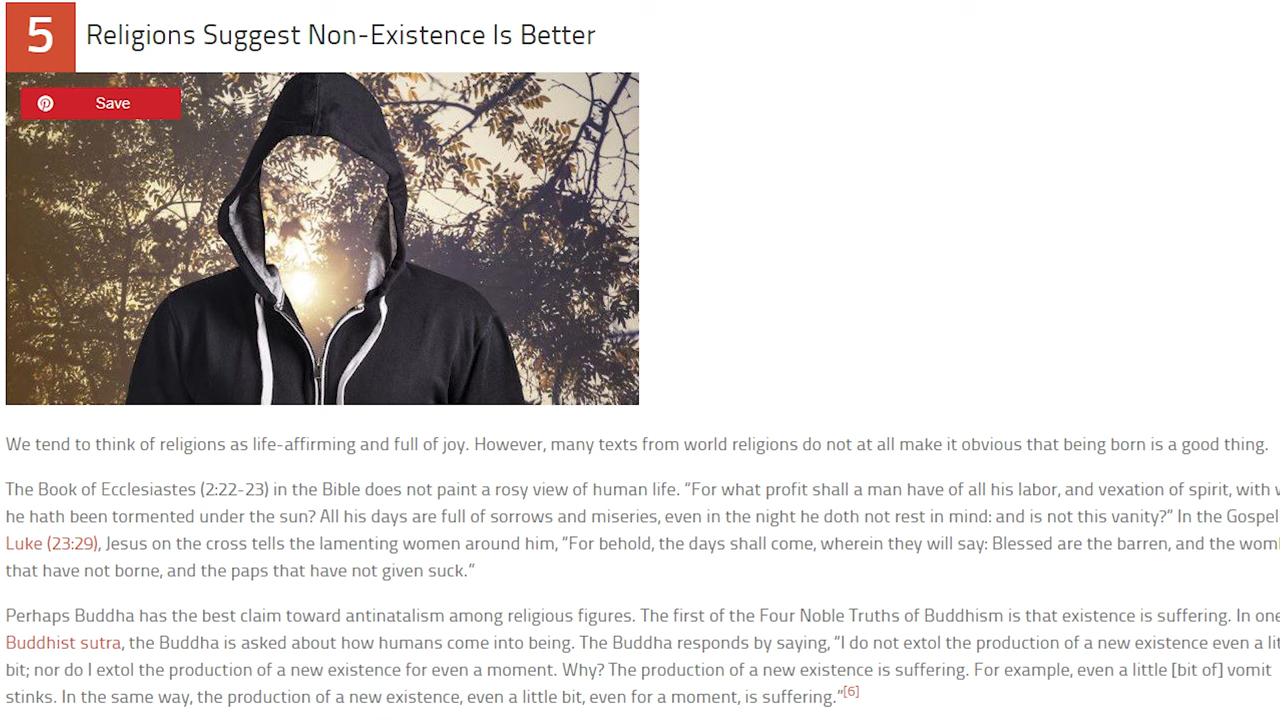 5
Religions Suggest Non-Existence Is Better
Save
We tend to think of religions as life-affirming and full of joy. However, many texts from world religions do not at all make it obvious that being born is a good thing.
The Book of Ecclesiastes (2:22-23) in the Bible does not paint a rosy view of human life. “For what profit shall a man have of all his labor, and vexation of spirit, with
he hath been tormented under the sun? All his days are full of sorrows and miseries, even in the night he doth not rest in mind: and is not this vanity?” In the Gospel
Luke (23:29), Jesus on the cross tells the lamenting women around him, “For behold, the days shall come, wherein they will say: Blessed are the barren, and the
that have not borne, and the paps that have not given suck.”
Perhaps Buddha has the best claim toward antinatalism among religious figures. The first of the Four Noble Truths of Buddhism is that existence is suffering. In one
Buddhist sutra, the Buddha is asked about how humans come into being. The Buddha responds by saying, “I do not extol the production of a new existence even a
bit; nor do I extol the production of a new existence for even a moment. Why? The production of a new existence is suffering. For example, even a little [bit of] vomit
stinks. In the same way, the production of a new existence, even a little bit, even for a moment, is suffering.”[6]